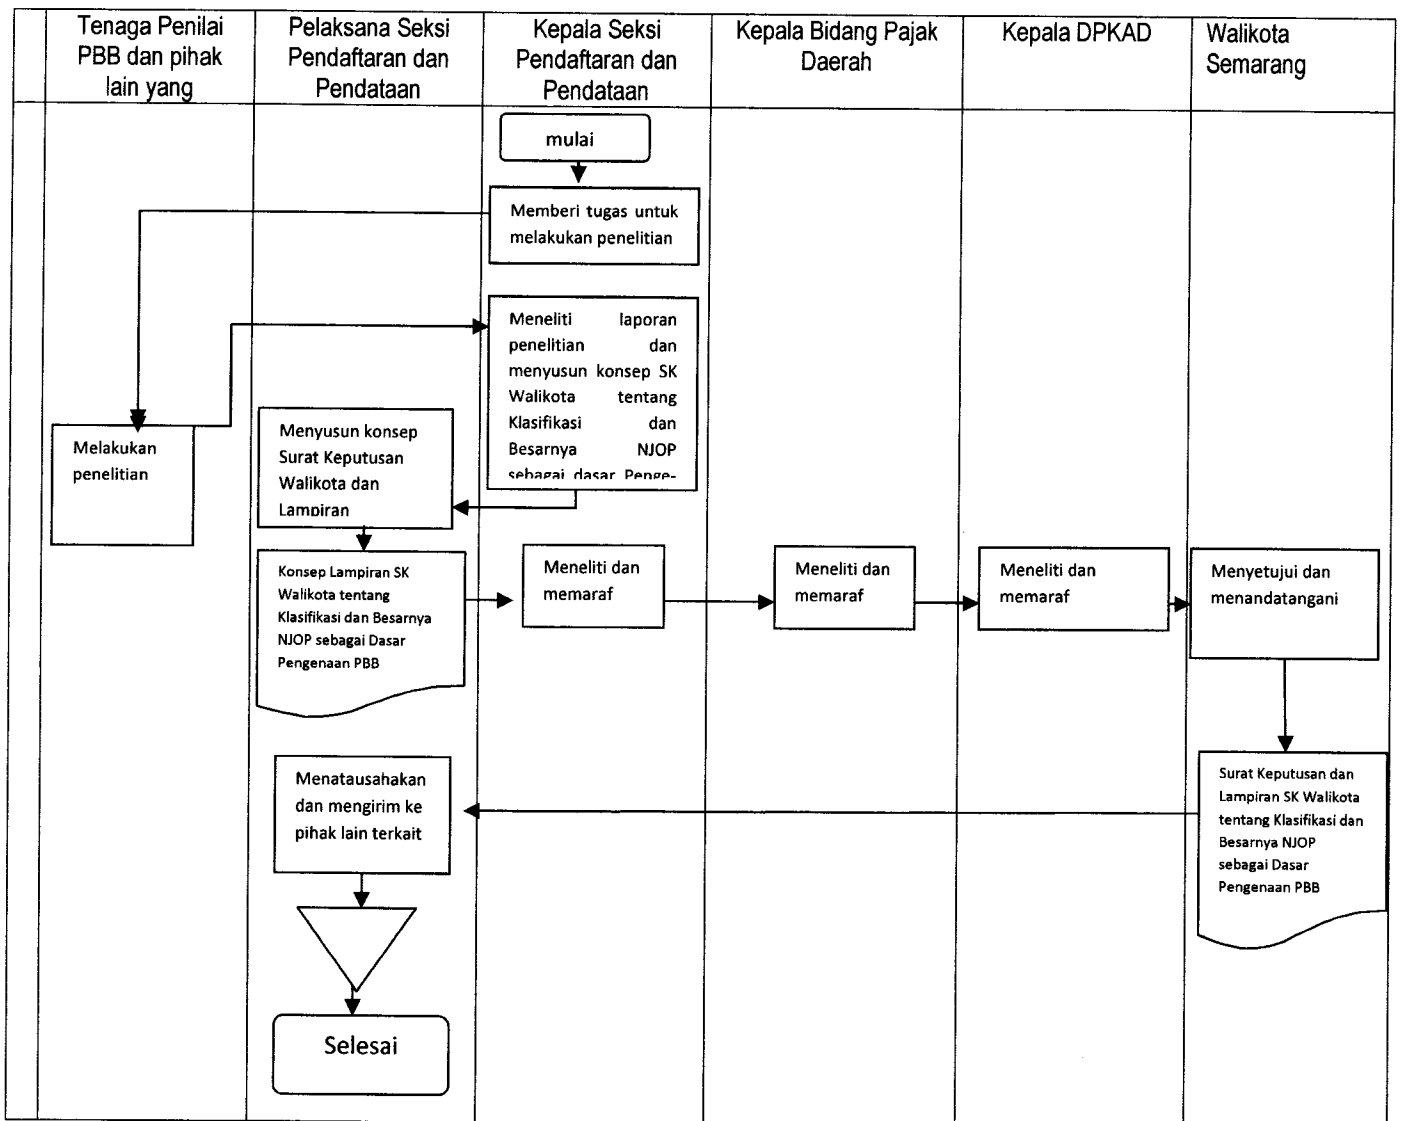 Tenaga Penilai
PBB dan pihak
lain yang
Pelaksana Seksi
Pendaftaran dan
Pendataan
Kepala Seksi
Pendaftaran dan
Pendataan
Kepala Bidang Pajak
Daerah
Kepala DPKAD
Walikota
Semarang
mulai
Memberi tugas untuk
melakukan penelitian
Meneliti laporan
penelitian dan
menyusun konsep SK
Walikota tentang
Klasifikasi dan
Besarnya NJOP
sebagai dasar Penge-
Melakukan
penelitian
Menyusun konsep
Surat Keputusan
Walikota dan
Lampiran
Konsep Lampiran SK
Walikota tentang
Klasifikasi dan Besarnya
NJOP sebagai Dasar
Pengenaan PBB
Meneliti dan
memaraf
Meneliti dan
memaraf
Meneliti dan
memaraf
Menyetujui dan
menandatangani
Surat Keputusan dan
Lampiran SK Walikota
tentang Klasifikasi dan
Besarnya NJOP
sebagai Dasar
Pengenaan PBB
Menatausahakan
dan mengirim ke
pihak lain terkait
Selesai